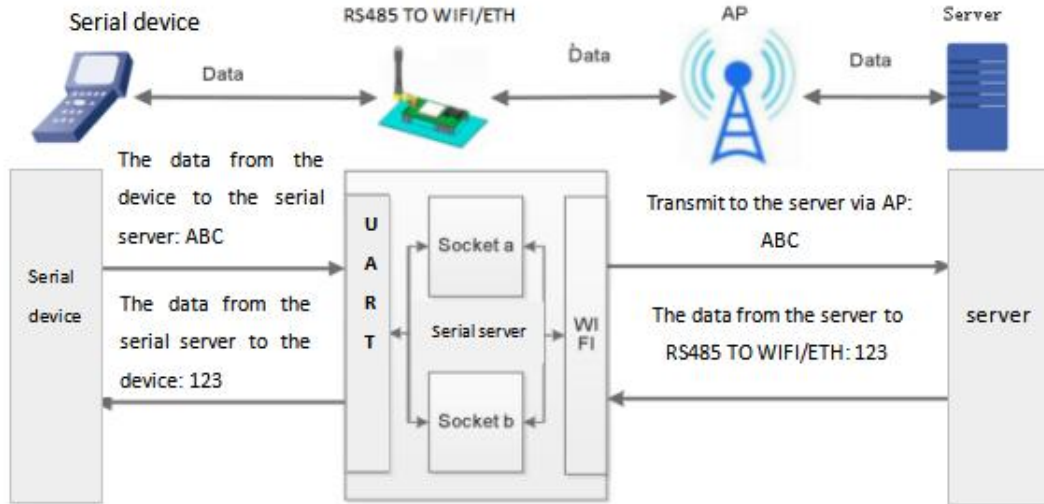 Serial device
RS485 TO WIFI/ETH
AP
Server
Data
Data
Data
The data from the
device to the serial
server: ABC
Serial
device
The data from the
serial server to the
device: 123
U
A
R
T
Socket a
Serial server
Socket b
WI
FI
Transmit to the server via AP:
ABC
The data from the server to
RS485 TO WIFI/ETH: 123
server